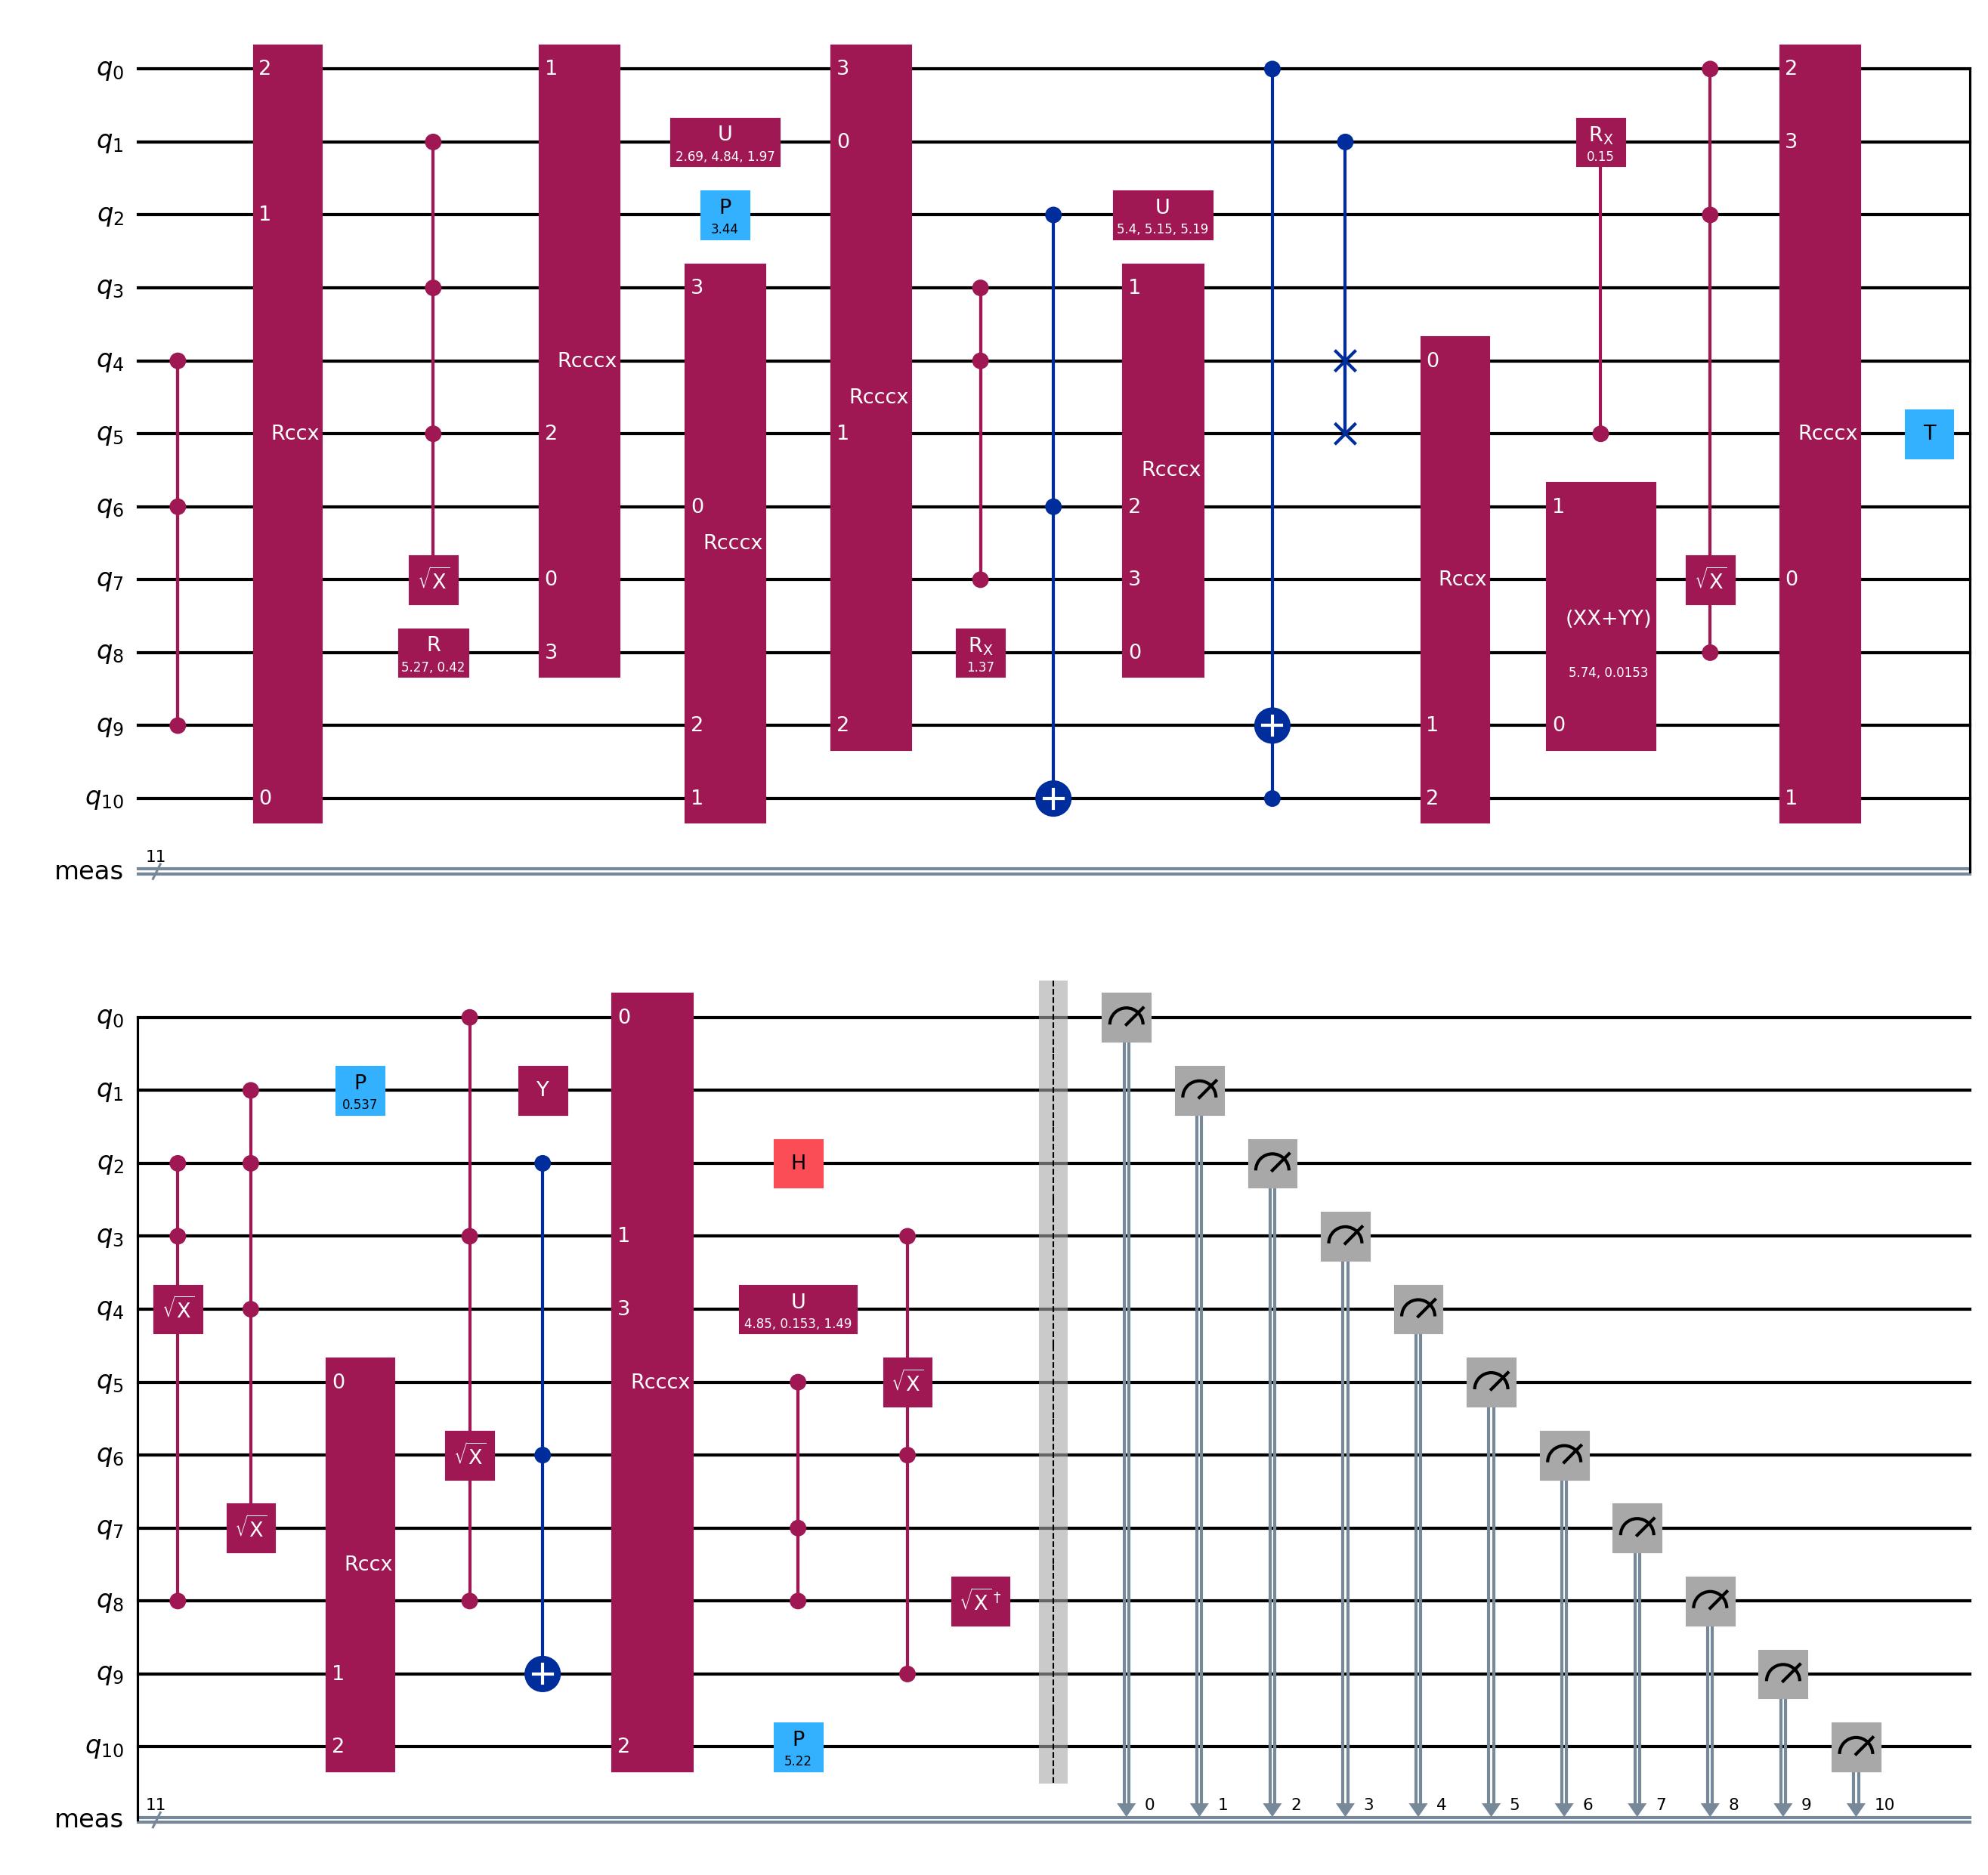 q0 2 1 3 2
q1 U 2.69, 4.84, 1.97 0 RX 0.15 3
q2 1 P 3.44 U 5.4, 5.15, 5.19
q3 3 1
q4 Rcccx Rcccx 0
q5 Rccx 2 1 Rcccx Rcccx T
q6 0 Rcccx 2 1
q7 √X 0 3 Rccx √X 0
q8 R 5.27, 0.42 3 RX 1.37 0 (XX+YY) 5.74, 0.0153
q9 2 2 1 0
q10 0 1 2 1
meas 11
q0 0
q1 P 0.537 Y
q2 H
q3 1
q4 √X 3 U 4.85, 0.153, 1.49
q5 0 Rcccx √X
q6 √X
q7 √X Rccx
q8 √X†
q9 1
q10 2 2 P 5.22
meas 11 0 1 2 3 4 5 6 7 8 9 10